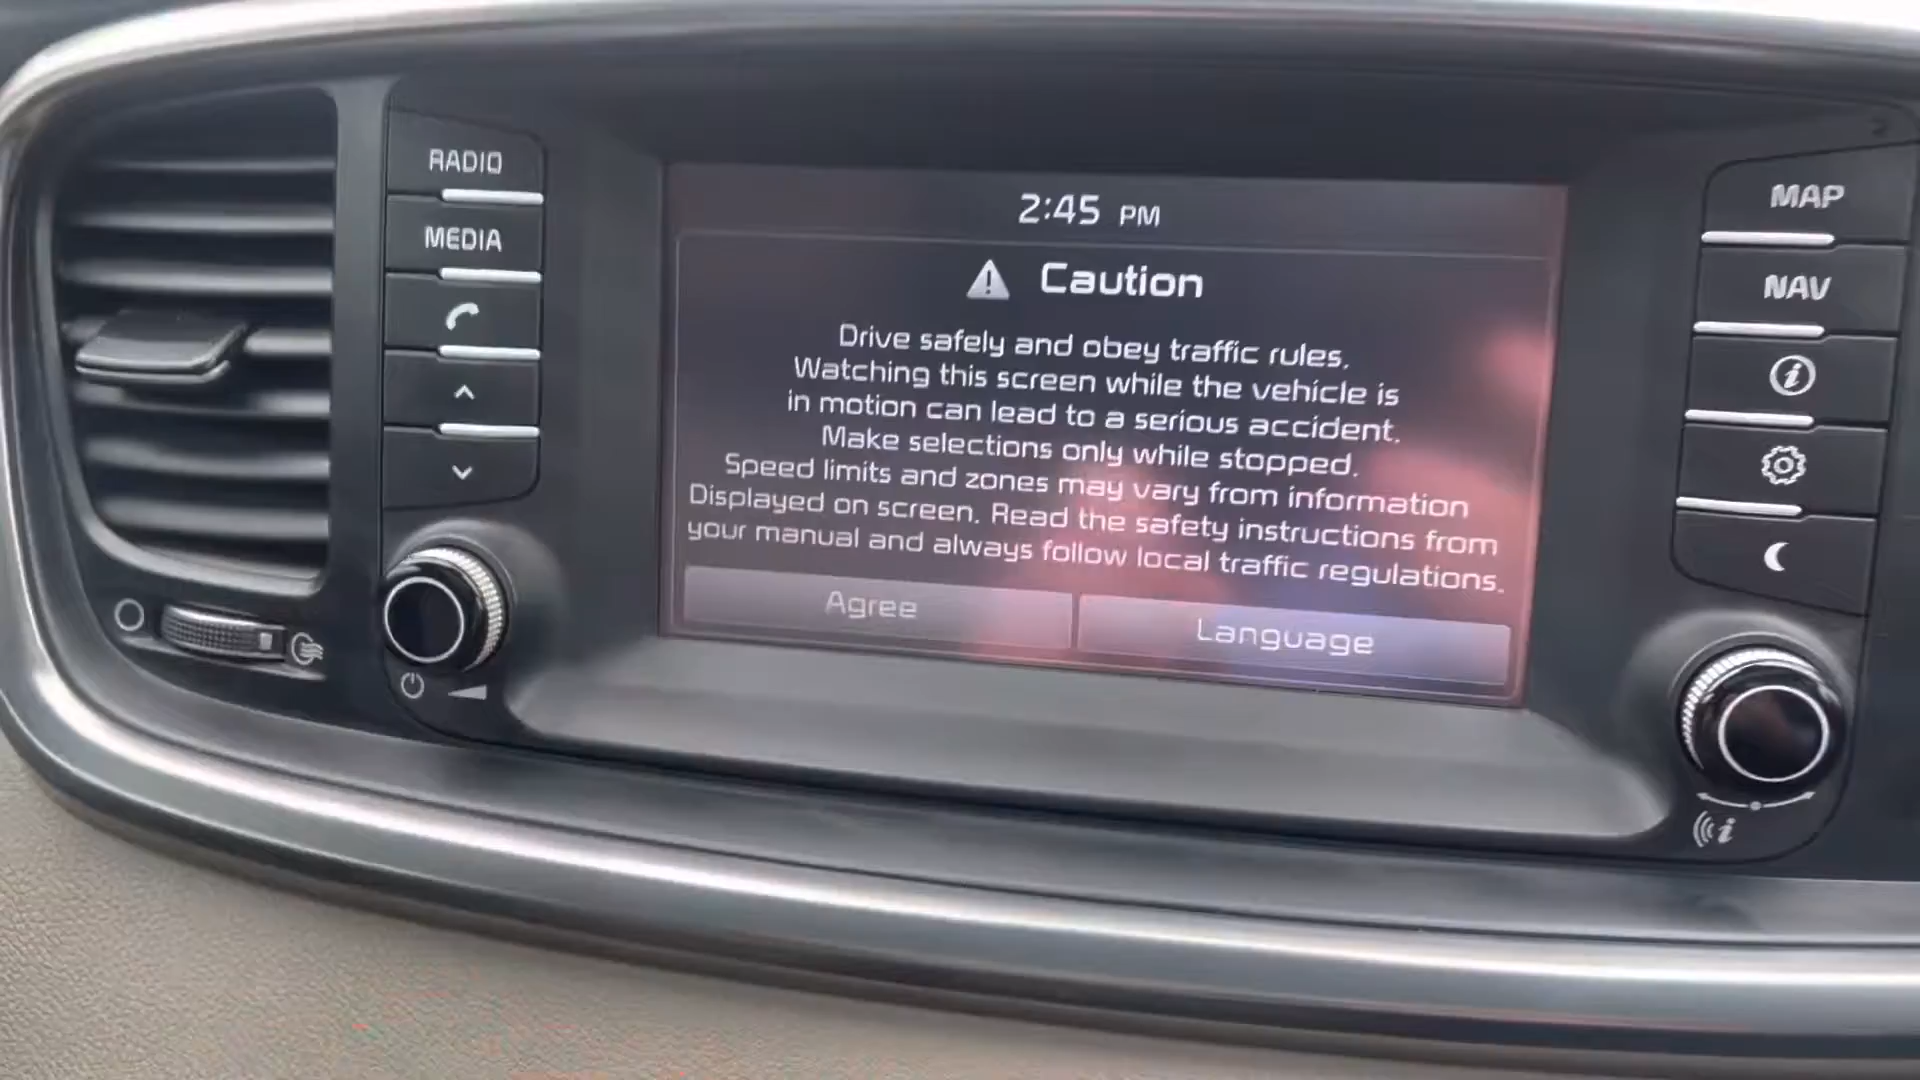 RADIO
MEDIA
2:45 PM
Caution
Drive safely and obey traffic rules.
Watching this screen while the vehicle is
in motion can lead to a serious accident.
Make selections only while stopped.
Speed limits and zones may vary from information
Displayed on screen. Read the safety instructions from
your manual and always follow local traffic regulations.
Agree
Language
MAP
NAV